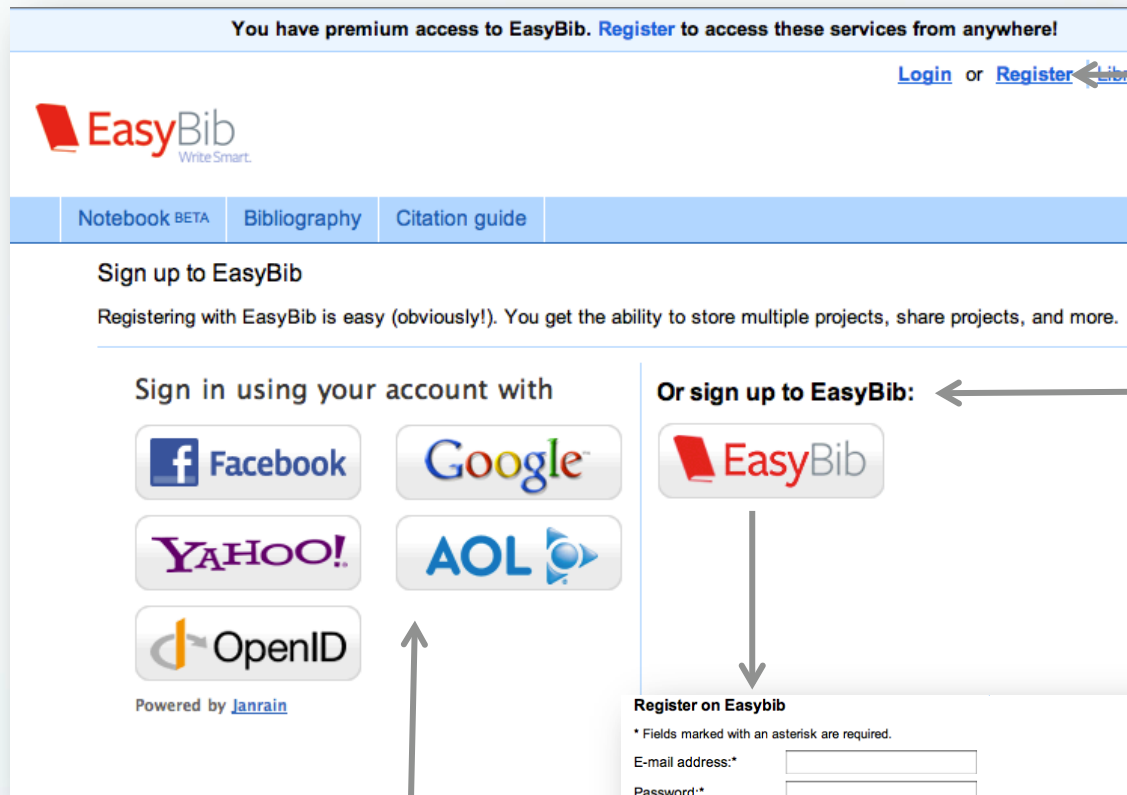 You have premium access to EasyBib. Register to access these services from anywhere!
Login or Register
EasyBib
Write Smart.
Notebook BETA Bibliography Citation guide
Sign up to EasyBib
Registering with EasyBib is easy (obviously!). You get the ability to store multiple projects, share projects, and more.
Sign in using your account with
Or sign up to EasyBib:
Facebook Google EasyBib
YAHOO! AOL
OpenID
Powered by Janrain
Register on Easybib
* Fields marked with an asterisk are required.
E-mail address:*
Password:*